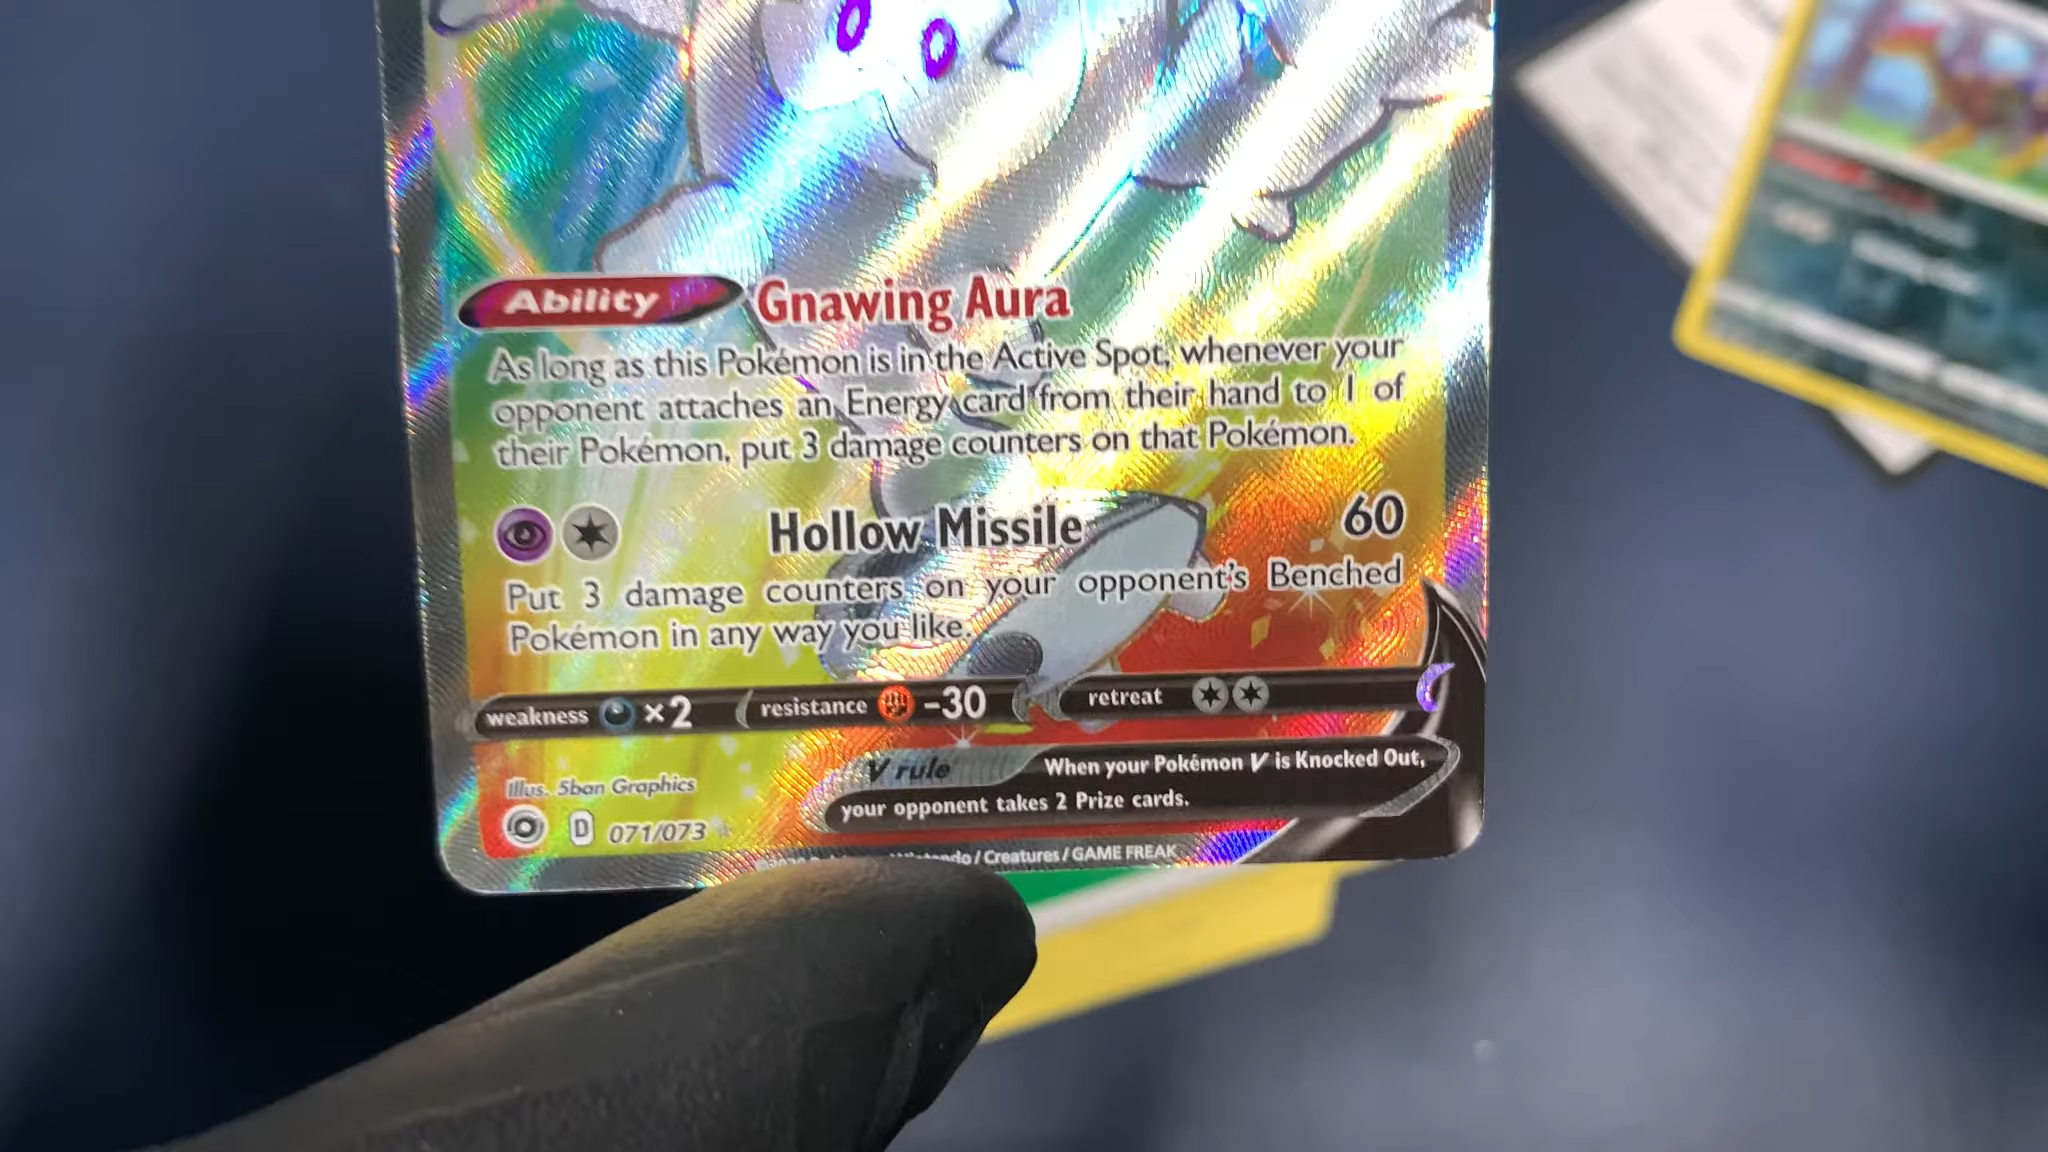 Ability Gnawing Aura
As long as this Pokémon is in the Active Spot, whenever your
opponent attaches an Energy card from their hand to 1 of
their Pokémon, put 3 damage counters on that Pokémon.
Hollow Missile 60
Put 3 damage counters on your opponent's Benched
Pokémon in any way you like.
weakness ×2 resistance -30 retreat
V rule When your Pokémon V is Knocked Out,
your opponent takes 2 Prize cards.
Illus. 5ban Graphics
D 071/073
/ Creatures / GAME FREAK